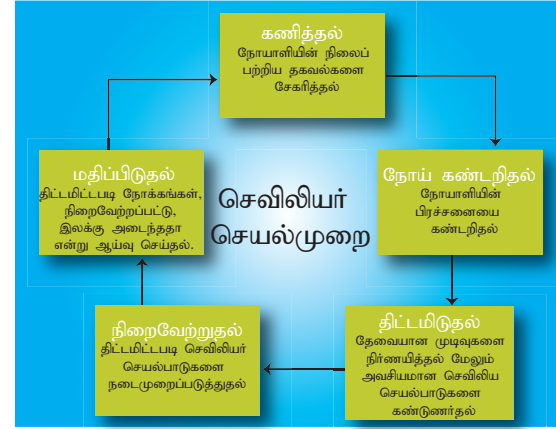 கணித்தல்
நோயாளியின் நிலைப்
பற்றிய தகவல்களை
சேகரித்தல்
நோய் கண்டறிதல்
நோயாளியின்
பிரச்சனையை
கண்டறிதல்
திட்டமிடுதல்
தேவையான முடிவுகளை
நிர்ணயித்தல் மேலும்
அவசியமான செவிலிய
செயல்பாடுகளை
கண்டுணர்தல்
நிறைவேற்றுதல்
திட்டமிட்டபடி செவிலியர்
செயல்பாடுகளை
நடைமுறைப்படுத்துதல்
மதிப்பிடுதல்
திட்டமிட்டபடி நோக்கங்கள்,
நிறைவேற்றப்பட்டு,
இலக்கு அடைந்ததா
என்று ஆய்வு செய்தல்.
செவிலியர்
செயல்முறை